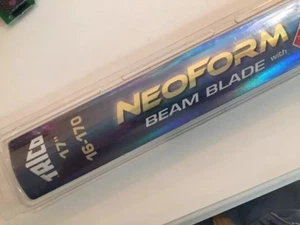 TRICO
17"
16-170
NEOFORM
BEAM BLADE with